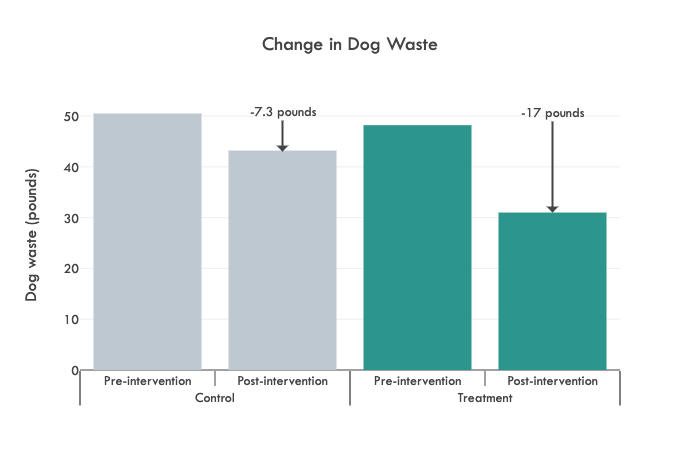 Change in Dog Waste
Dog waste (pounds)
50
40
30
20
10
0
-7.3 pounds
-17 pounds
Pre-intervention
Post-intervention
Pre-intervention
Post-intervention
Control
Treatment